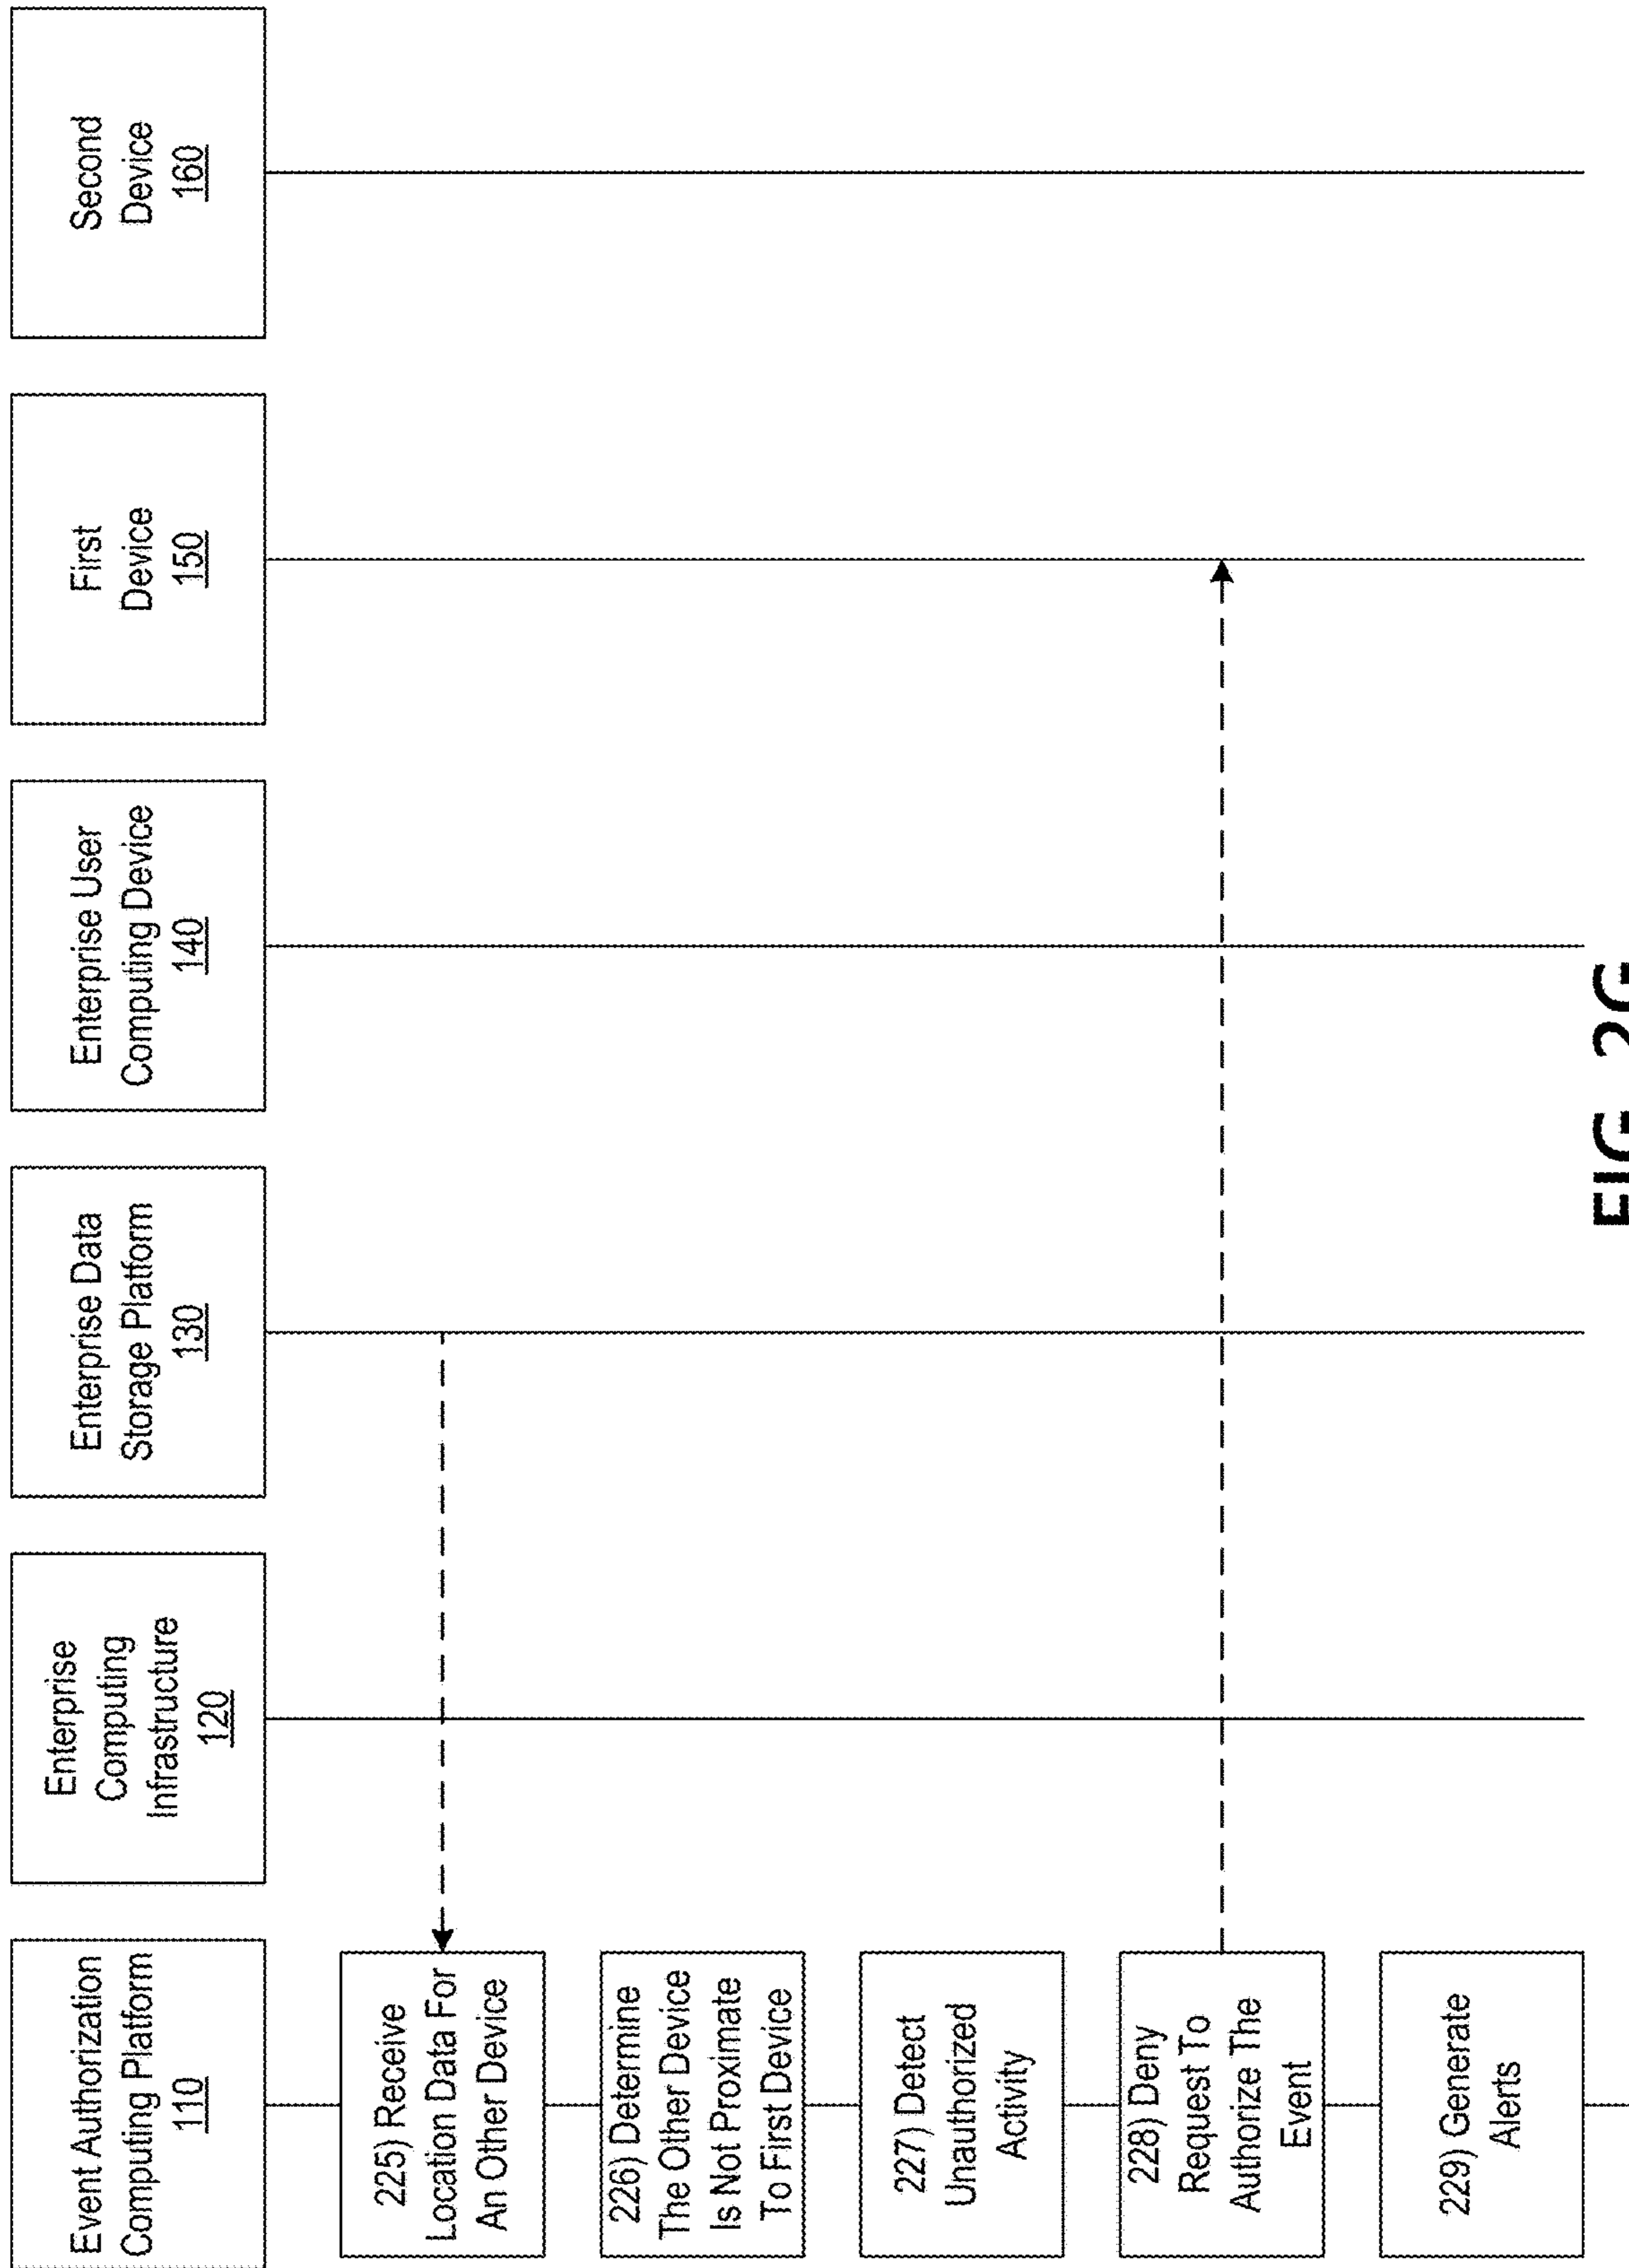 Event Authorization
Computing Platform
110
Enterprise
Computing
Infrastructure
120
Enterprise Data
Storage Platform
130
Enterprise User
Computing Device
140
First
Device
150
Second
Device
160
225) Receive
Location Data For
An Other Device
226) Determine
The Other Device
Is Not Proximate
To First Device
227) Detect
Unauthorized
Activity
228) Deny
Request To
Authorize The
Event
229) Generate
Alerts
FIG. 2G